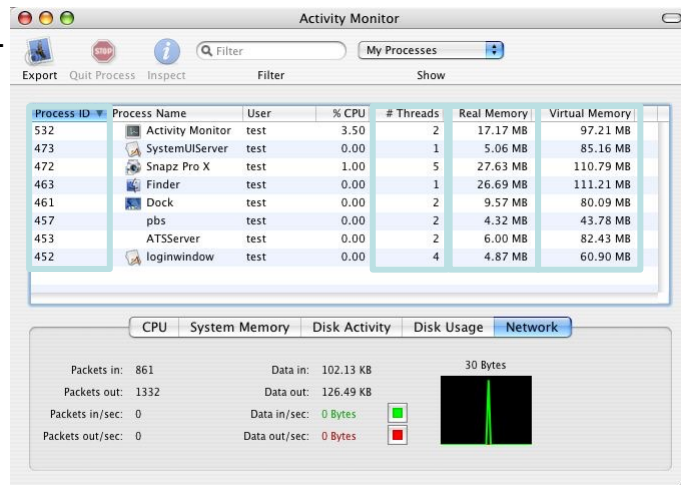 Activity Monitor
STOP
Filter
My Processes
Export Quit Process Inspect Filter Show
Process ID Process Name User % CPU # Threads Real Memory Virtual Memory
532 Activity Monitor test 3.50 2 17.17 MB 97.21 MB
473 SystemUIServer test 0.00 1 5.06 MB 85.16 MB
472 Snapz Pro X test 1.00 5 27.63 MB 110.79 MB
463 Finder test 0.00 1 26.69 MB 111.21 MB
461 Dock test 0.00 2 9.57 MB 80.09 MB
457 pbs test 0.00 2 4.32 MB 43.78 MB
453 ATSServer test 0.00 2 6.00 MB 82.43 MB
452 loginwindow test 0.00 4 4.87 MB 60.90 MB
CPU System Memory Disk Activity Disk Usage Network
Packets in: 861 Data in: 102.13 KB 30 Bytes
Packets out: 1332 Data out: 126.49 KB
Packets in/sec: 0 Data in/sec: 0 Bytes
Packets out/sec: 0 Data out/sec: 0 Bytes